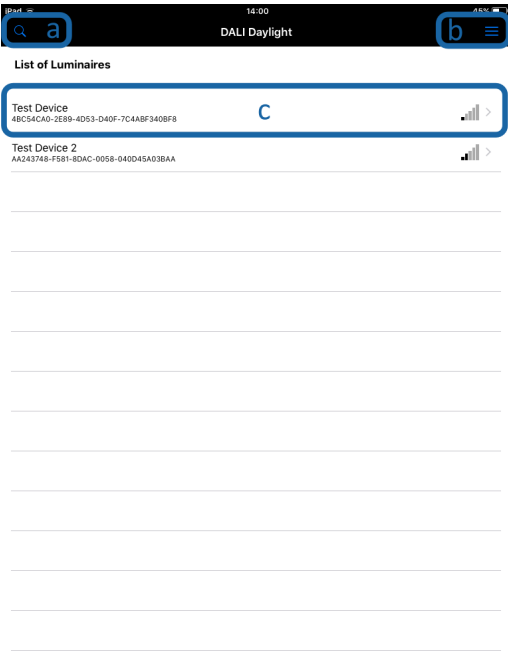 iPad 14:00 45%
a DALI Daylight b
List of Luminaires
Test Device
4BC54CA0-2E89-4D53-D40F-7C4ABF340BF8
C
Test Device 2
AA243748-F581-8DAC-0058-040D45A03BAA